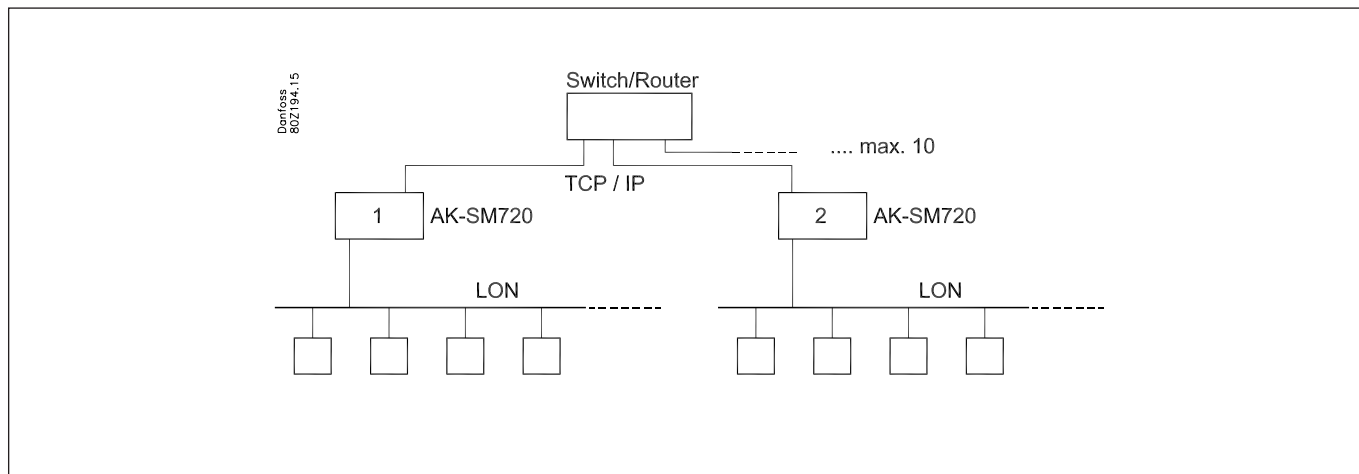 Danfoss
80Z194.15
Switch/Router
.... max. 10
TCP / IP
1
AK-SM720
2
AK-SM720
LON
LON